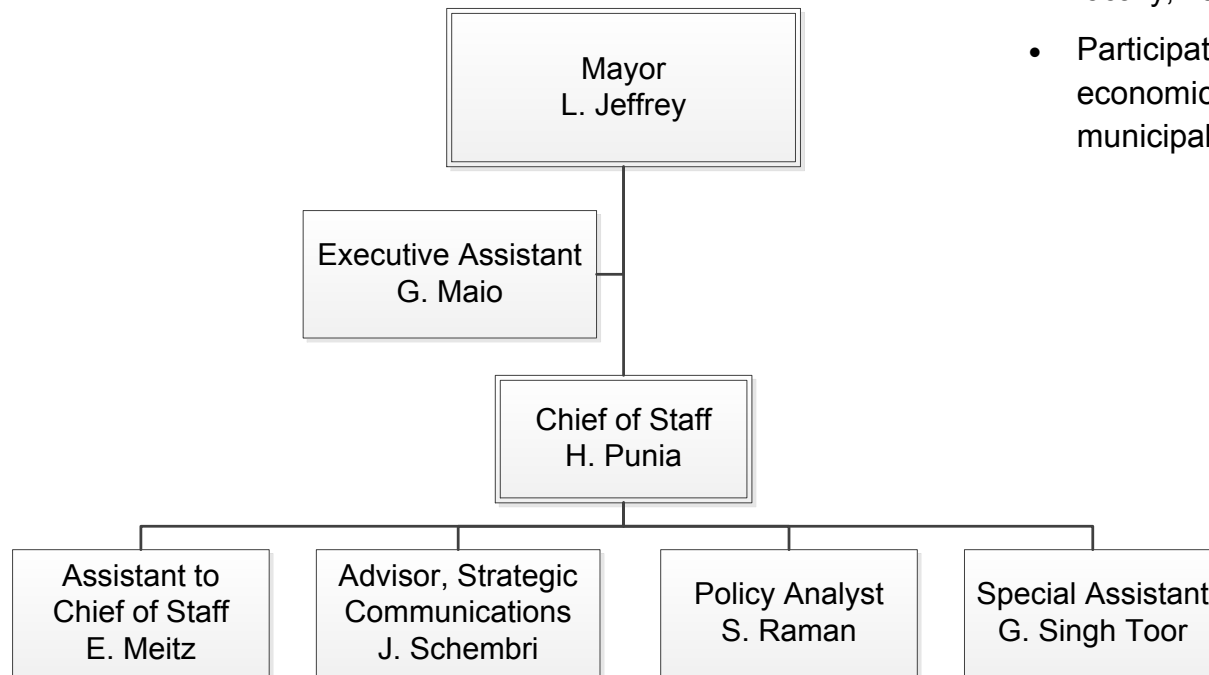 Mayor
L. Jeffrey
• Participat
economic
municipal
Executive Assistant
G. Maio
Chief of Staff
H. Punia
Assistant to
Chief of Staff
E. Meitz
Advisor, Strategic
Communications
J. Schembri
Policy Analyst
S. Raman
Special Assistant
G. Singh Toor